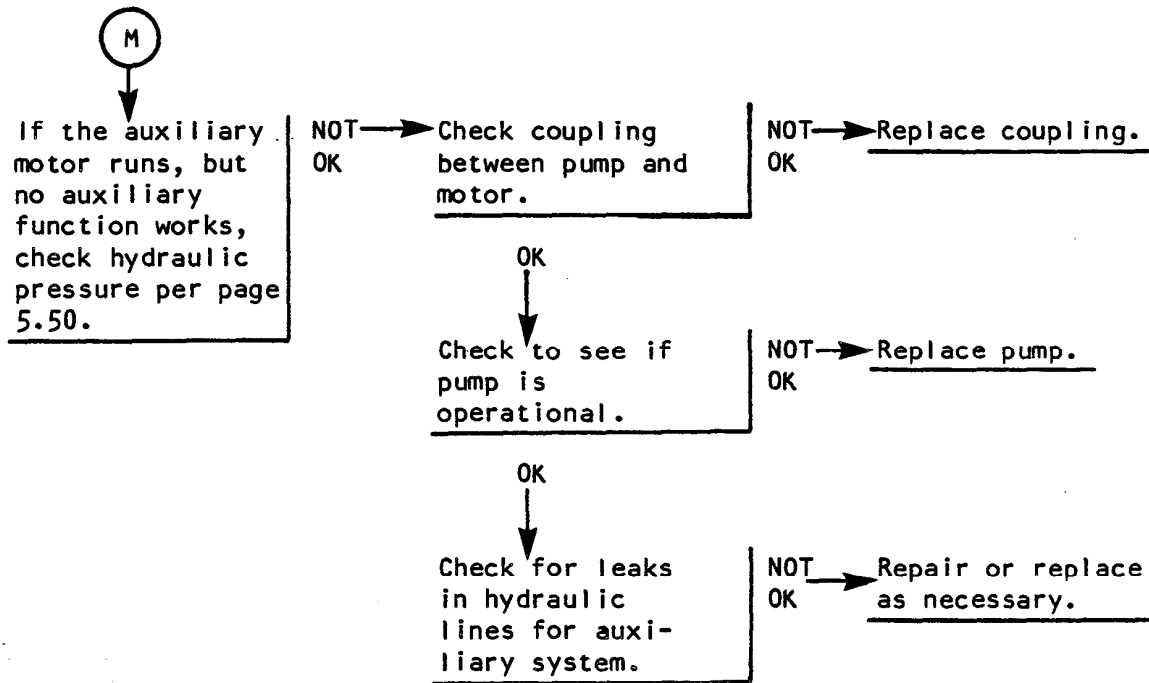 M
If the auxiliary
motor runs, but
no auxiliary
function works,
check hydraulic
pressure per page
5.50.
NOT
OK
Check coupling
between pump and
motor.
NOT
OK
Replace coupling.
OK
Check to see if
pump is
operational.
NOT
OK
Replace pump.
OK
Check for leaks
in hydraulic
lines for auxi-
liary system.
NOT
OK
Repair or replace
as necessary.